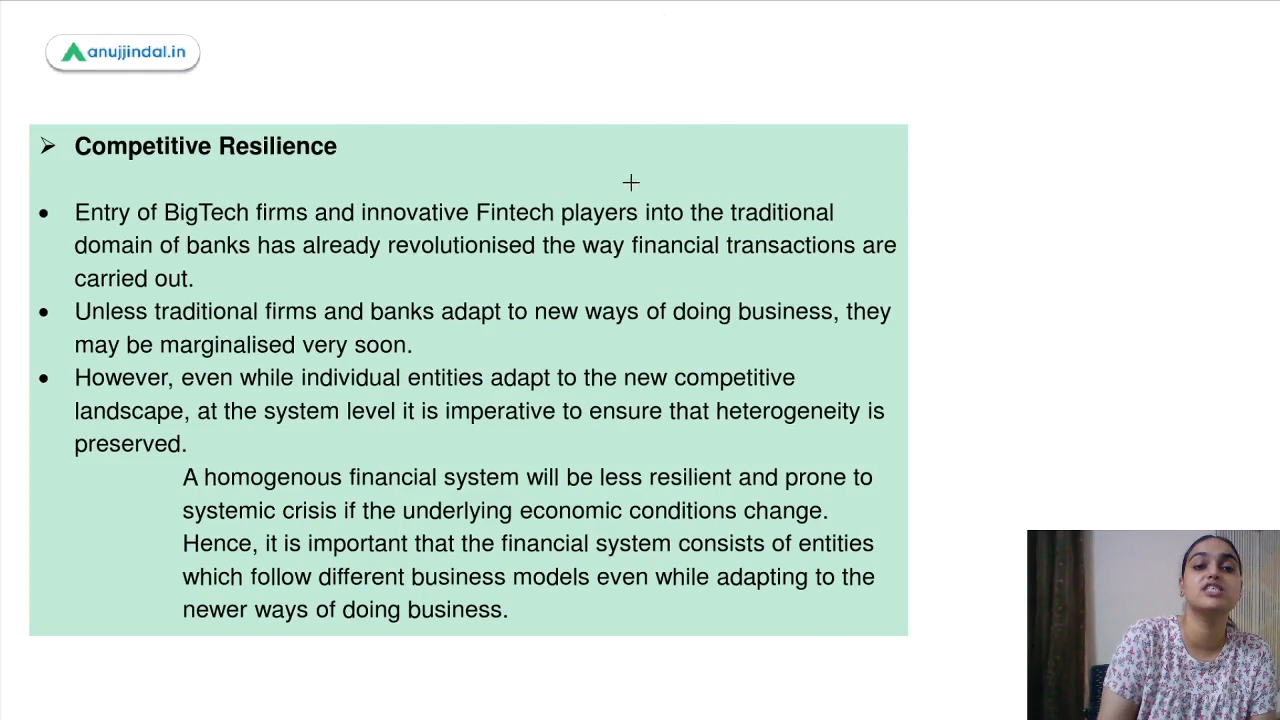 anujjindal.in
➢ Competitive Resilience
• Entry of BigTech firms and innovative Fintech players into the traditional
domain of banks has already revolutionised the way financial transactions are
carried out.
• Unless traditional firms and banks adapt to new ways of doing business, they
may be marginalised very soon.
• However, even while individual entities adapt to the new competitive
landscape, at the system level it is imperative to ensure that heterogeneity is
preserved.
A homogenous financial system will be less resilient and prone to
systemic crisis if the underlying economic conditions change.
Hence, it is important that the financial system consists of entities
which follow different business models even while adapting to the
newer ways of doing business.